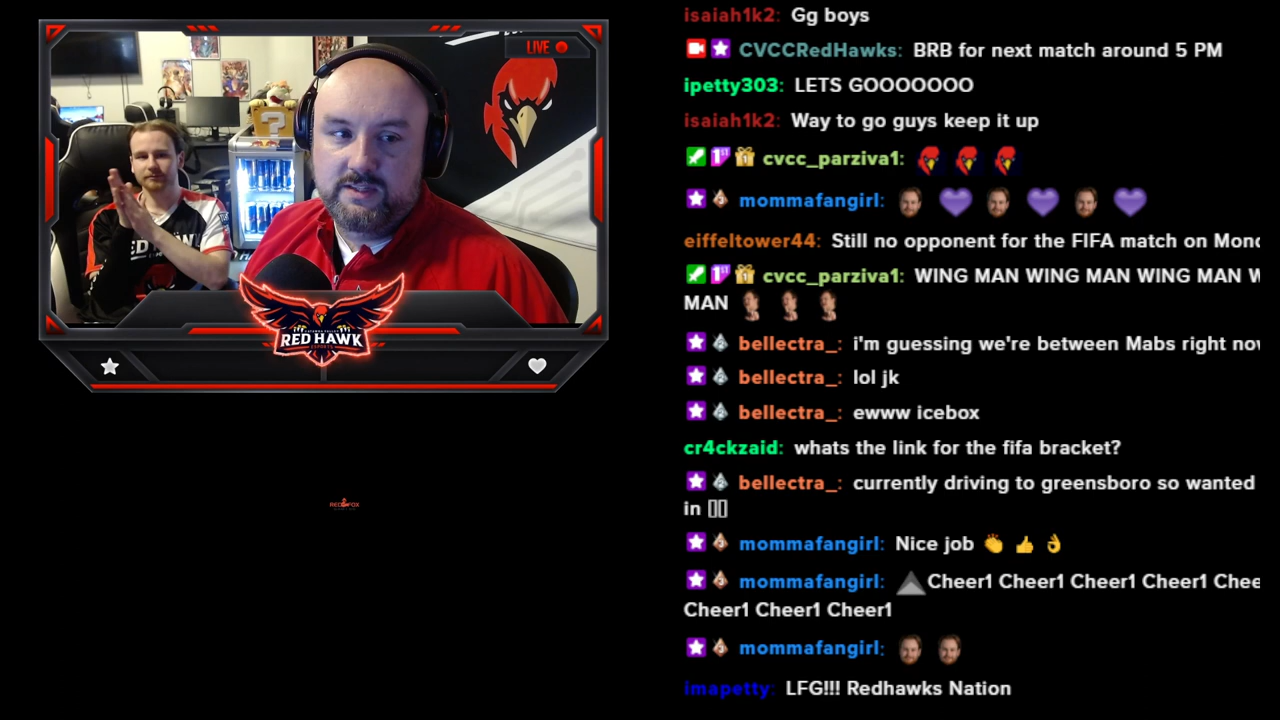 LIVE
RED HAWK
ESPORTS
isaiah1k2: Gg boys
CVCCRedHawks: BRB for next match around 5 PM
ipetty303: LETS GOOOOOOO
isaiah1k2: Way to go guys keep it up
cvcc_parziva1:
mommafangirl:
eiffeltower44: Still no opponent for the FIFA match on Mond
cvcc_parziva1: WING MAN WING MAN WING MAN W
MAN
bellectra_: i'm guessing we're between Mabs right now
bellectra_: lol jk
bellectra_: ewww icebox
cr4ckzaid: whats the link for the fifa bracket?
bellectra_: currently driving to greensboro so wanted
in
mommafangirl: Nice job 👏 👍 👌
mommafangirl: Cheer1 Cheer1 Cheer1 Cheer1 Chee
Cheer1 Cheer1 Cheer1
mommafangirl:
imapetty: LFG!!! Redhawks Nation